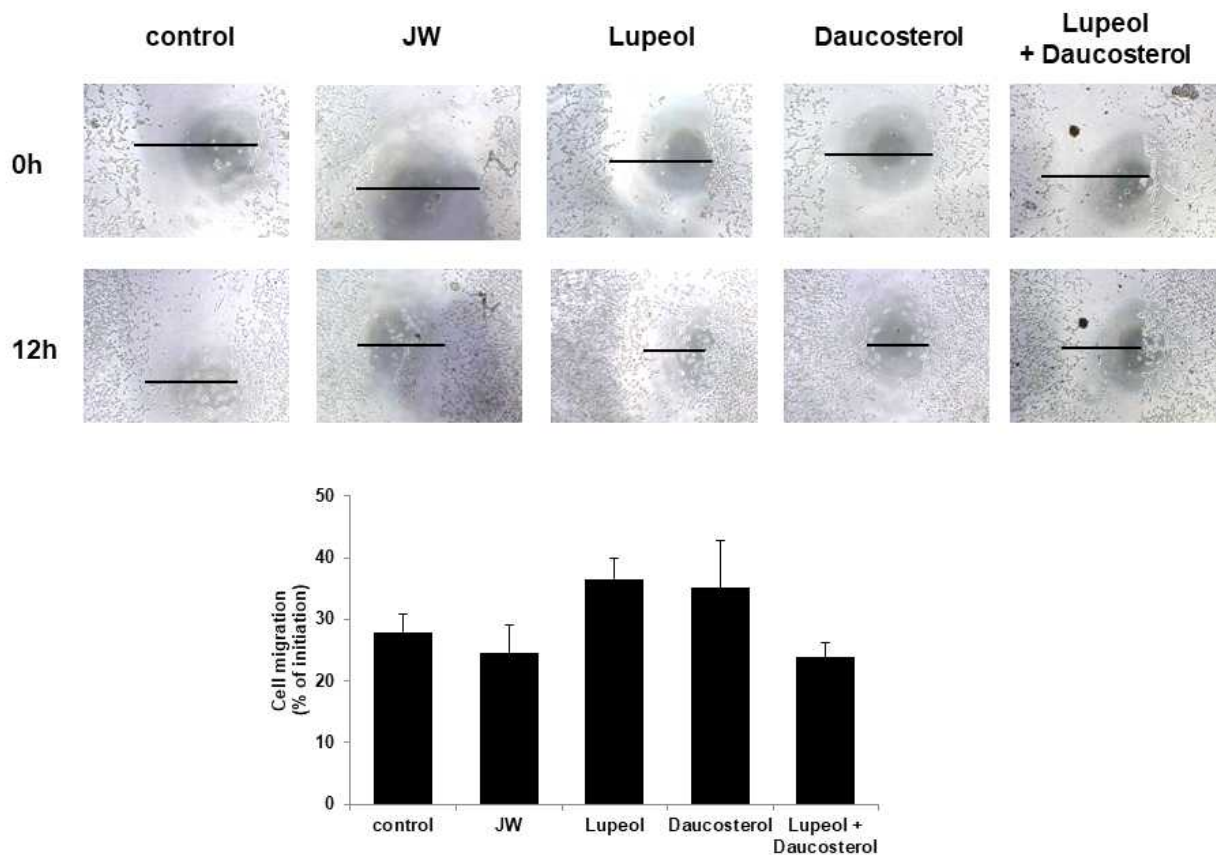 control
JW
Lupeol
Daucosterol
Lupeol
+ Daucosterol
0h
12h
Cell migration
(% of initiation)
50
40
30
20
10
0
control
JW
Lupeol
Daucosterol
Lupeol +
Daucosterol